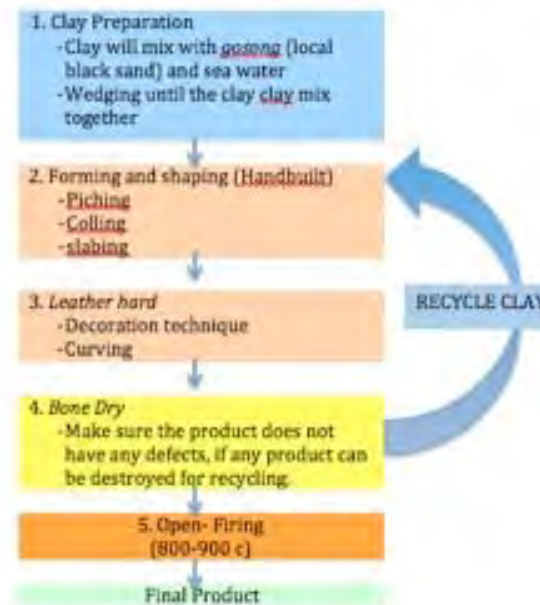 1. Clay Preparation
-Clay will mix with gosong (local
black sand) and sea water
-Wedging until the clay clay mix
together
2. Forming and shaping (Handbuilt)
-Piching
-Colling
-slabing
3. Leather hard
-Decoration technique
-Curving
RECYCLE CLAY
4. Bone Dry
-Make sure the product does not
have any defects, if any product can
be destroyed for recycling.
5. Open- Firing
(800-900 c)
Final Product